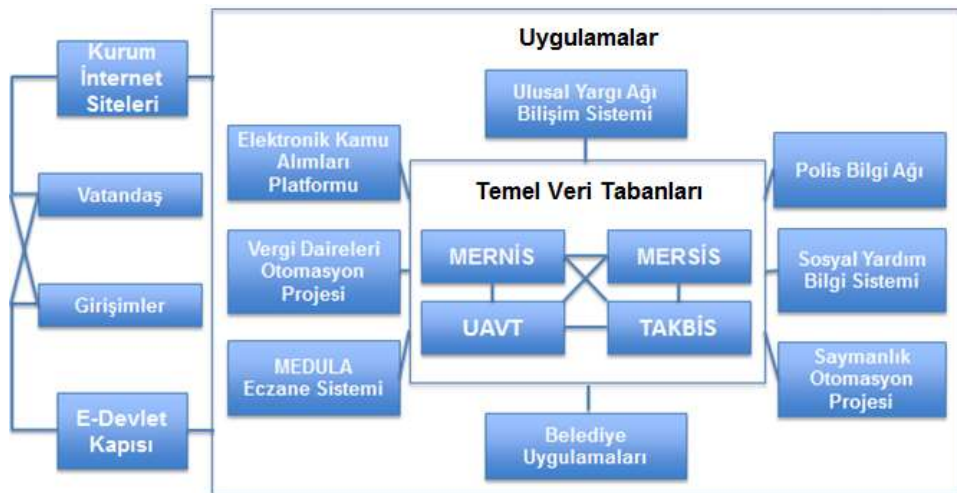 Uygulamalar
Kurum
İnternet
Siteleri
Vatandaş
Girişimler
E-Devlet
Kapısı
Ulusal Yargı Ağı
Bilişim Sistemi
Elektronik Kamu
Alımları
Platformu
Vergi Daireleri
Otomasyon
Projesi
MEDULA
Eczane Sistemi
Temel Veri Tabanları
MERNİS
MERSİS
UAVT
TAKBİS
Polis Bilgi Ağı
Sosyal Yardım
Bilgi Sistemi
Saymanlık
Otomasyon
Projesi
Belediye
Uygulamaları